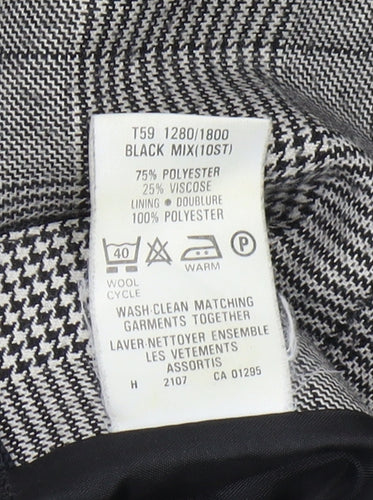 T59 1280/1800
BLACK MIX(10ST)
75% POLYESTER
25% VISCOSE
LINING ● DOUBLURE
100% POLYESTER
40 P
WARM
WOOL
CYCLE
WASH·CLEAN MATCHING
GARMENTS TOGETHER
LAVER·NETTOYER ENSEMBLE
LES VETEMENTS
ASSORTIS
H 2107 CA 01295